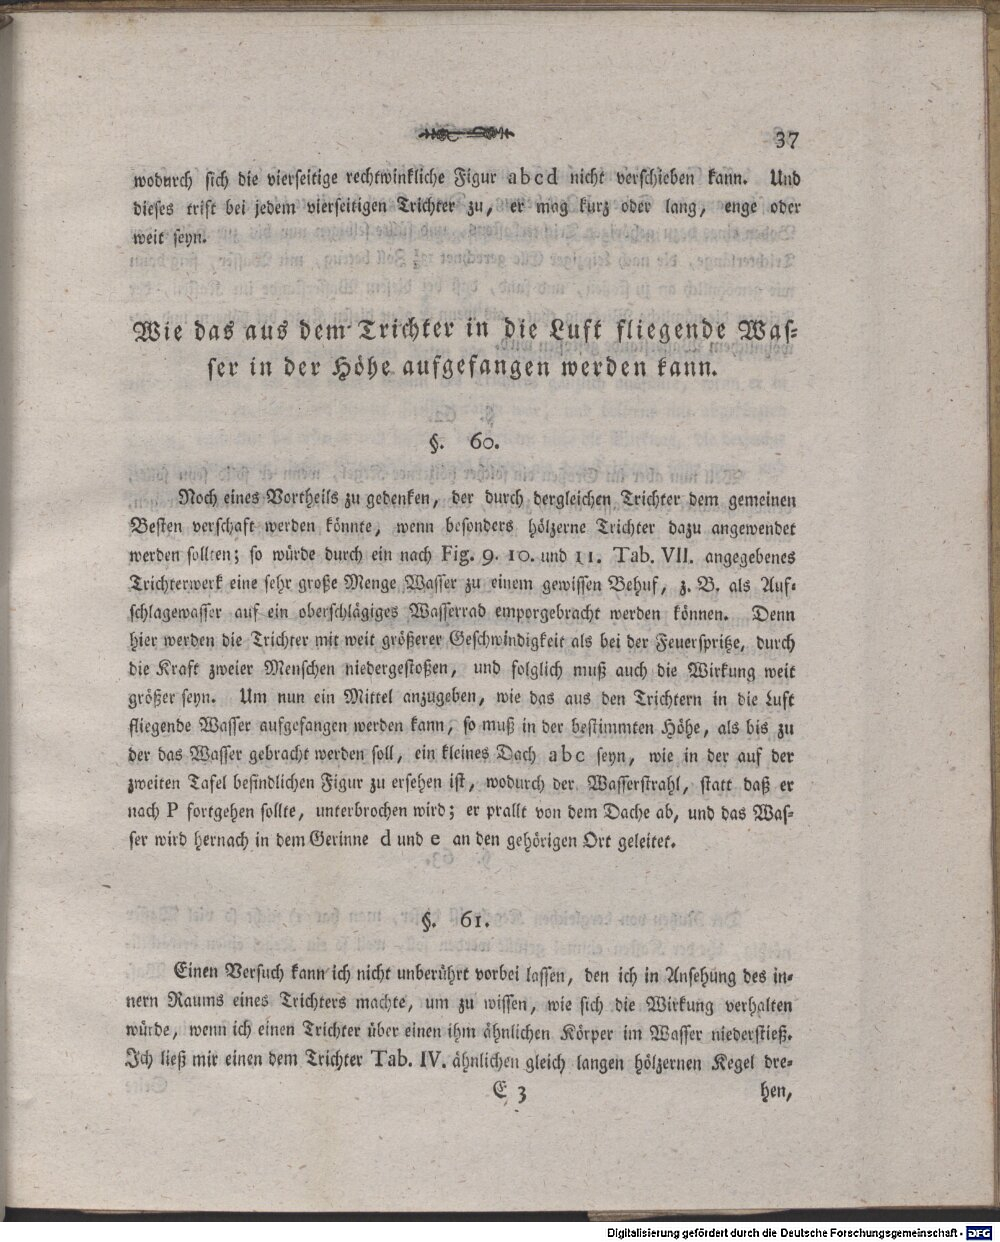 37
wodurch sich die vierseitige rechtwinkliche Figur abcd nicht verschieben kann. Und
dieses trift bei jedem vierseitigen Trichter zu, er mag kurz oder lang, enge oder
weit seyn.
Wie das aus dem Trichter in die Luft fliegende Was-
ser in der Höhe aufgefangen werden kann.
§. 60.
Noch eines Vortheils zu gedenken, der durch dergleichen Trichter dem gemeinen
Besten verschaft werden könnte, wenn besonders hölzerne Trichter dazu angewendet
werden sollten; so würde durch ein nach Fig. 9. 10. und 11. Tab. VII. angegebenes
Trichterwerk eine sehr große Menge Wasser zu einem gewissen Behuf, z. B. als Auf-
schlagewasser auf ein oberschlägiges Wasserrad emporgebracht werden können. Denn
hier werden die Trichter mit weit größerer Geschwindigkeit als bei der Feuerspritze, durch
die Kraft zweier Menschen niedergestoßen, und folglich muß auch die Wirkung weit
größer seyn. Um nun ein Mittel anzugeben, wie das aus den Trichtern in die Luft
fliegende Wasser aufgefangen werden kann, so muß in der bestimmten Höhe, als bis zu
der das Wasser gebracht werden soll, ein kleines Dach abc seyn, wie in der auf der
zweiten Tafel befindlichen Figur zu ersehen ist, wodurch der Wasserstrahl, statt daß er
nach P fortgehen sollte, unterbrochen wird; er prallt von dem Dache ab, und das Was-
ser wird hernach in dem Gerinne d und e an den gehörigen Ort geleitet.
§. 61.
Einen Versuch kann ich nicht unberührt vorbei lassen, den ich in Ansehung des in-
nern Raums eines Trichters machte, um zu wissen, wie sich die Wirkung verhalten
würde, wenn ich einen Trichter über einen ihm ähnlichen Körper im Wasser niederstieß.
Ich ließ mir einen dem Trichter Tab. IV. ähnlichen gleich langen hölzernen Kegel dre-
E 3 hen,
Digitalisierung gefördert durch die Deutsche Forschungsgemeinschaft - DFG